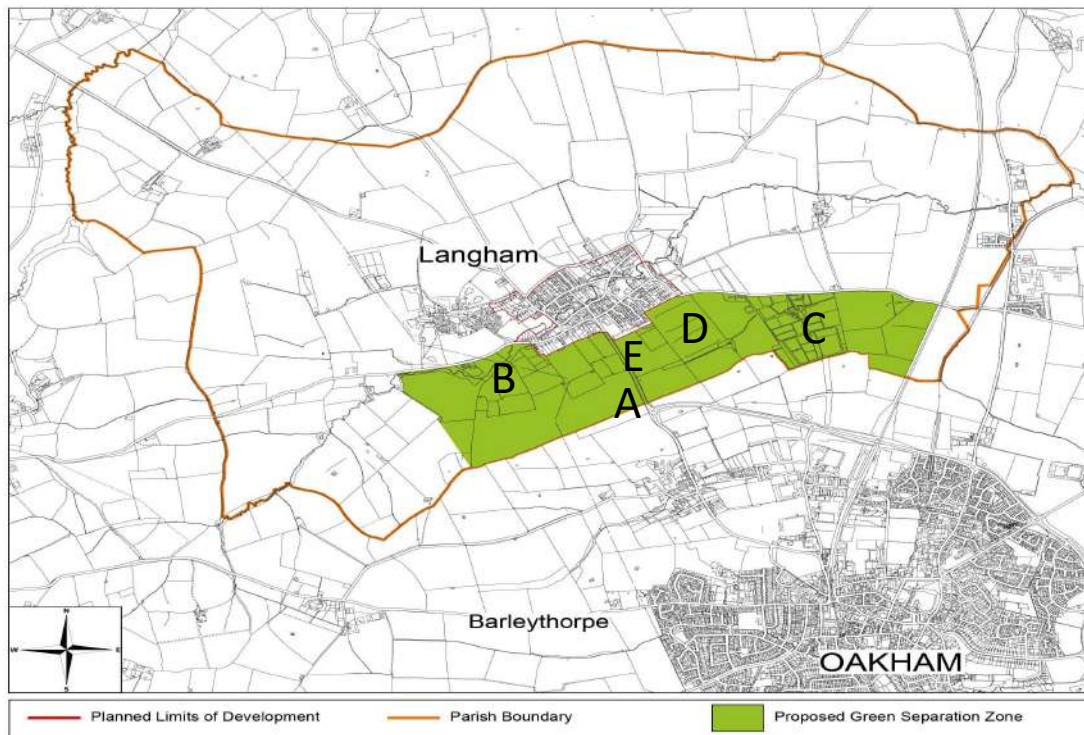 Langham
D
C
E
B
A
Barleythorpe
OAKHAM
N
W E
S
Planned Limits of Development Parish Boundary Proposed Green Separation Zone